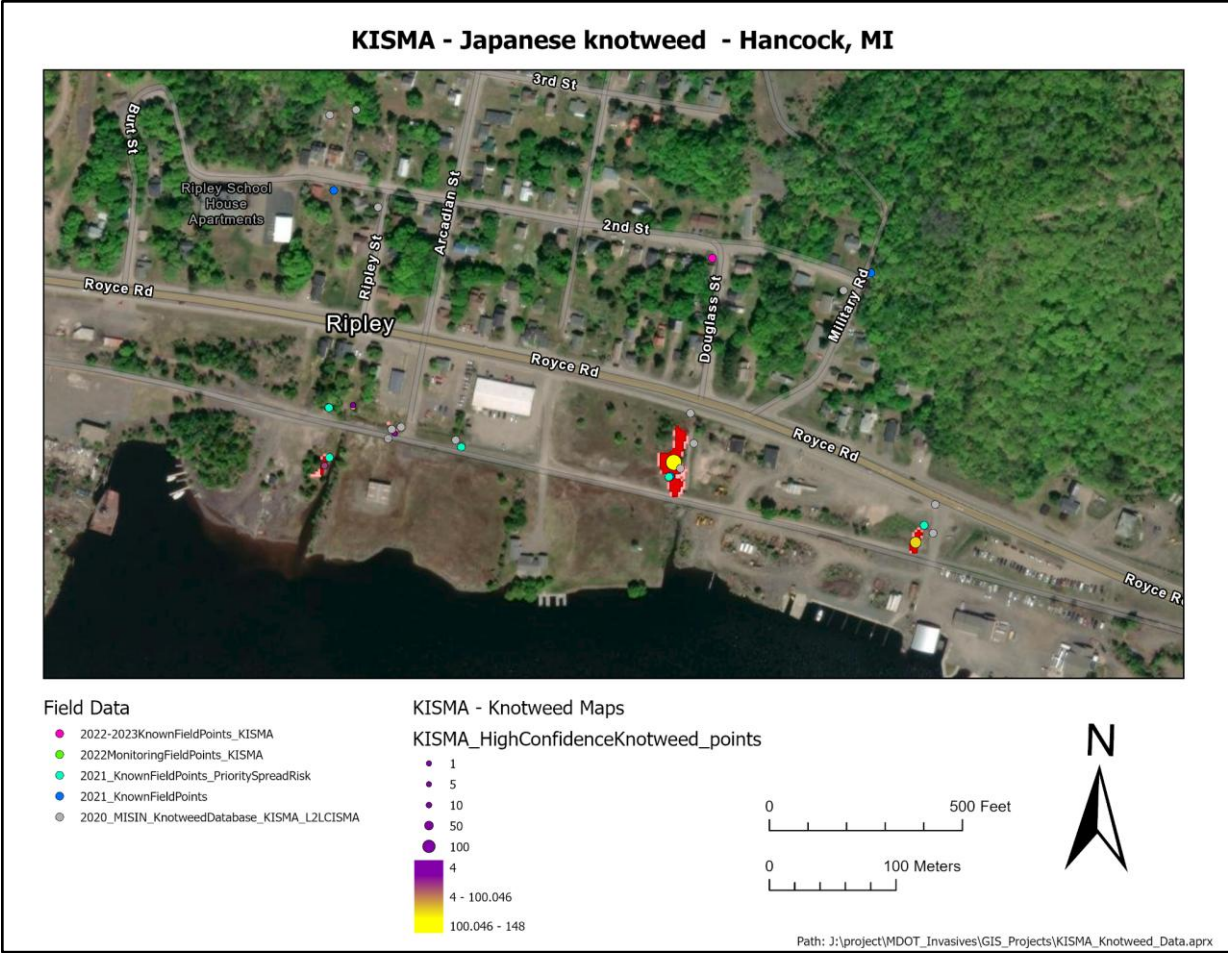 KISMA - Japanese knotweed - Hancock, MI
3rd St
Burt St
Ripley School
House
Apartments
Arcadian St
2nd St
Ripley St
Royce Rd
Ripley
Douglass St
Military Rd
Royce Rd
Royce Rd
Royce R
Field Data
2022-2023KnownFieldPoints_KISMA
2022MonitoringFieldPoints_KISMA
2021_KnownFieldPoints_PrioritySpreadRisk
2021_KnownFieldPoints
2020_MISIN_KnotweedDatabase_KISMA_L2LCISMA
KISMA - Knotweed Maps
KISMA_HighConfidenceKnotweed_points
1
5
10
50
100
4
4 - 100.046
100.046 - 148
0 500 Feet
0 100 Meters
N
Path: J:\project\MDOT_Invasives\GIS_Projects\KISMA_Knotweed_Data.aprx